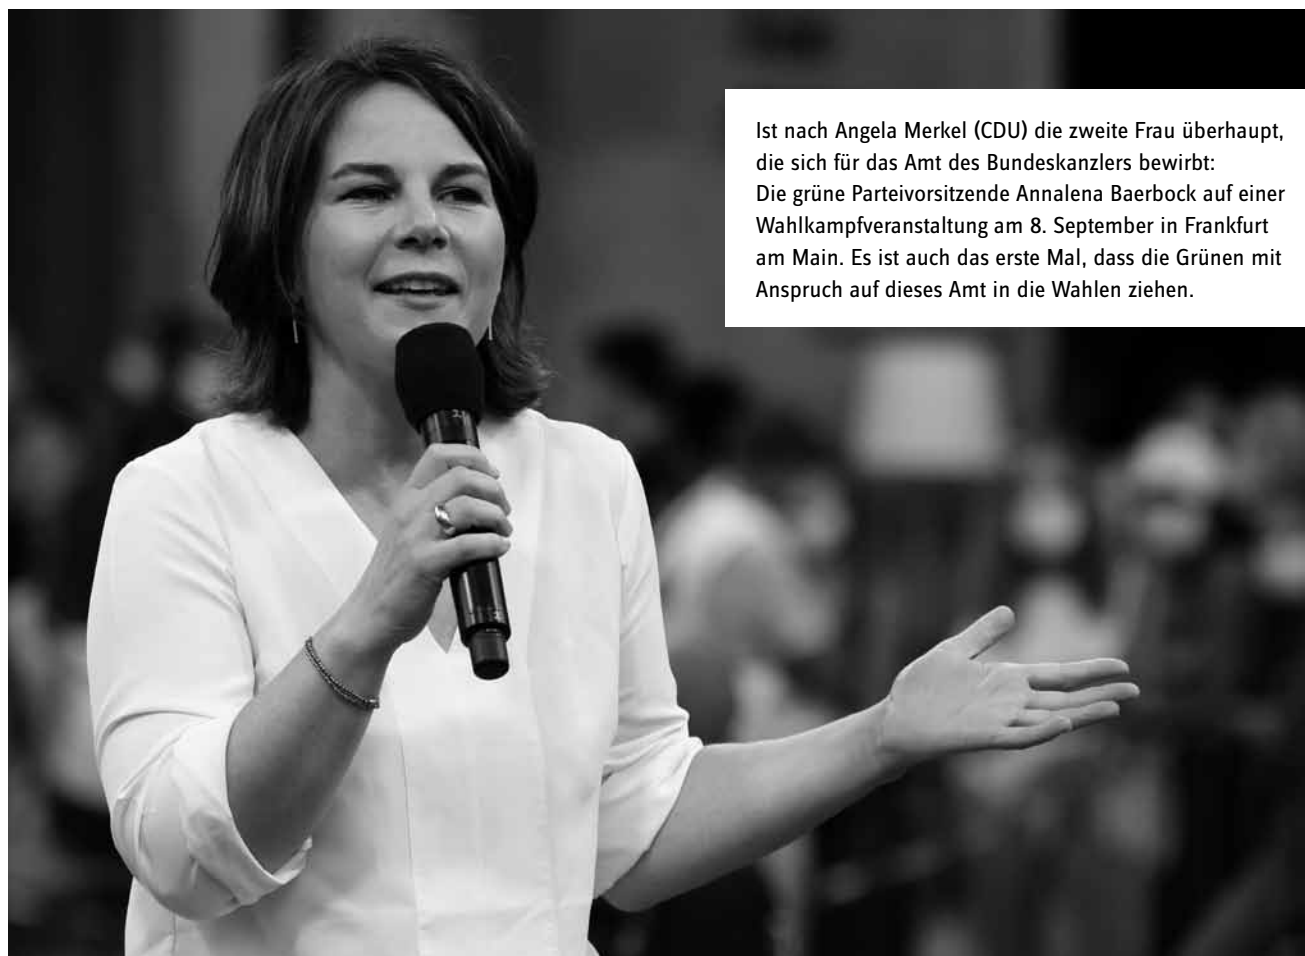 Ist nach Angela Merkel (CDU) die zweite Frau überhaupt,
die sich für das Amt des Bundeskanzlers bewirbt:
Die grüne Parteivorsitzende Annalena Baerbock auf einer
Wahlkampfveranstaltung am 8. September in Frankfurt
am Main. Es ist auch das erste Mal, dass die Grünen mit
Anspruch auf dieses Amt in die Wahlen ziehen.